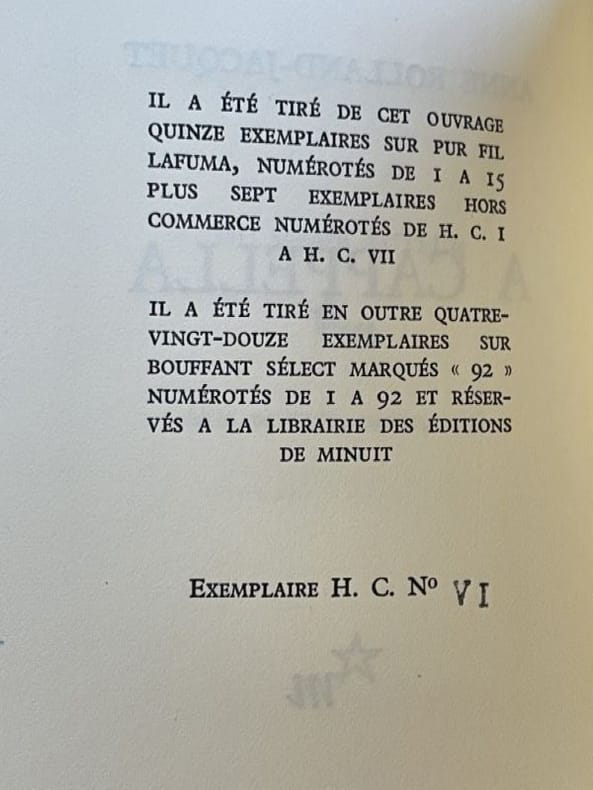 IL A ÉTÉ TIRÉ DE CET OUVRAGE
QUINZE EXEMPLAIRES SUR PUR FIL
LAFUMA, NUMÉROTÉS DE I A 15
PLUS SEPT EXEMPLAIRES HORS
COMMERCE NUMÉROTÉS DE H. C. I
A H. C. VII
IL A ÉTÉ TIRÉ EN OUTRE QUATRE-
VINGT-DOUZE EXEMPLAIRES SUR
BOUFFANT SÉLECT MARQUÉS « 92 »
NUMÉROTÉS DE I A 92 ET RÉSER-
VÉS A LA LIBRAIRIE DES ÉDITIONS
DE MINUIT
EXEMPLAIRE H. C. Nº VI